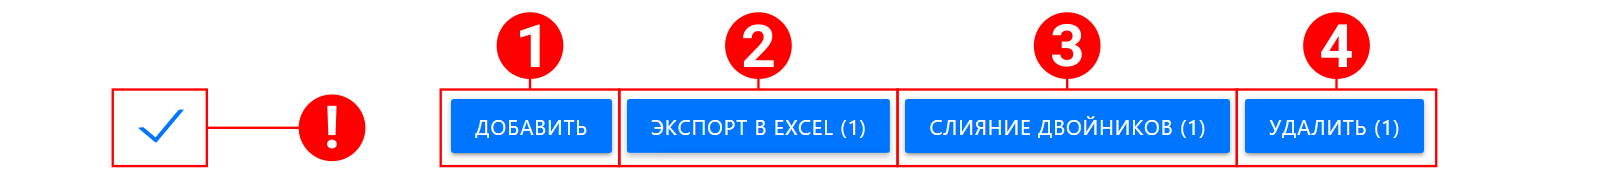 1 2 3 4
! ДОБАВИТЬ ЭКСПОРТ В EXCEL (1) СЛИЯНИЕ ДВОЙНИКОВ (1) УДАЛИТЬ (1)